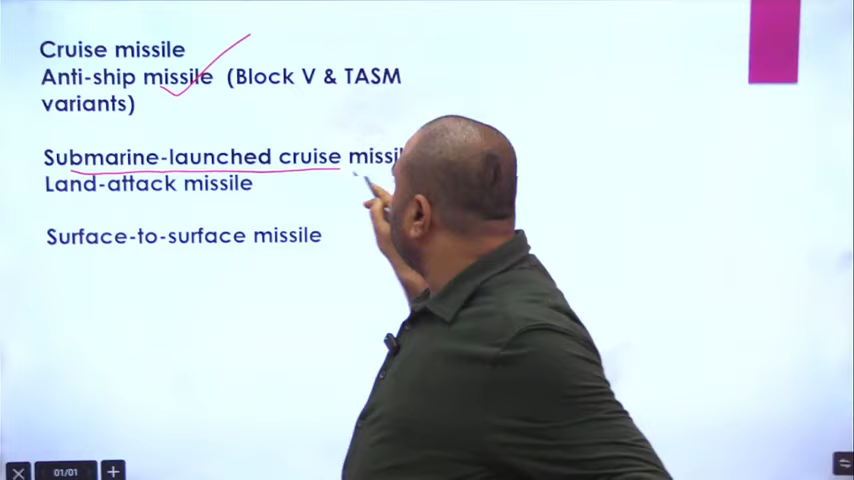 Cruise missile
Anti-ship missile (Block V & TASM
variants)
Submarine-launched cruise
Land-attack missile
Surface-to-surface missile
01/01